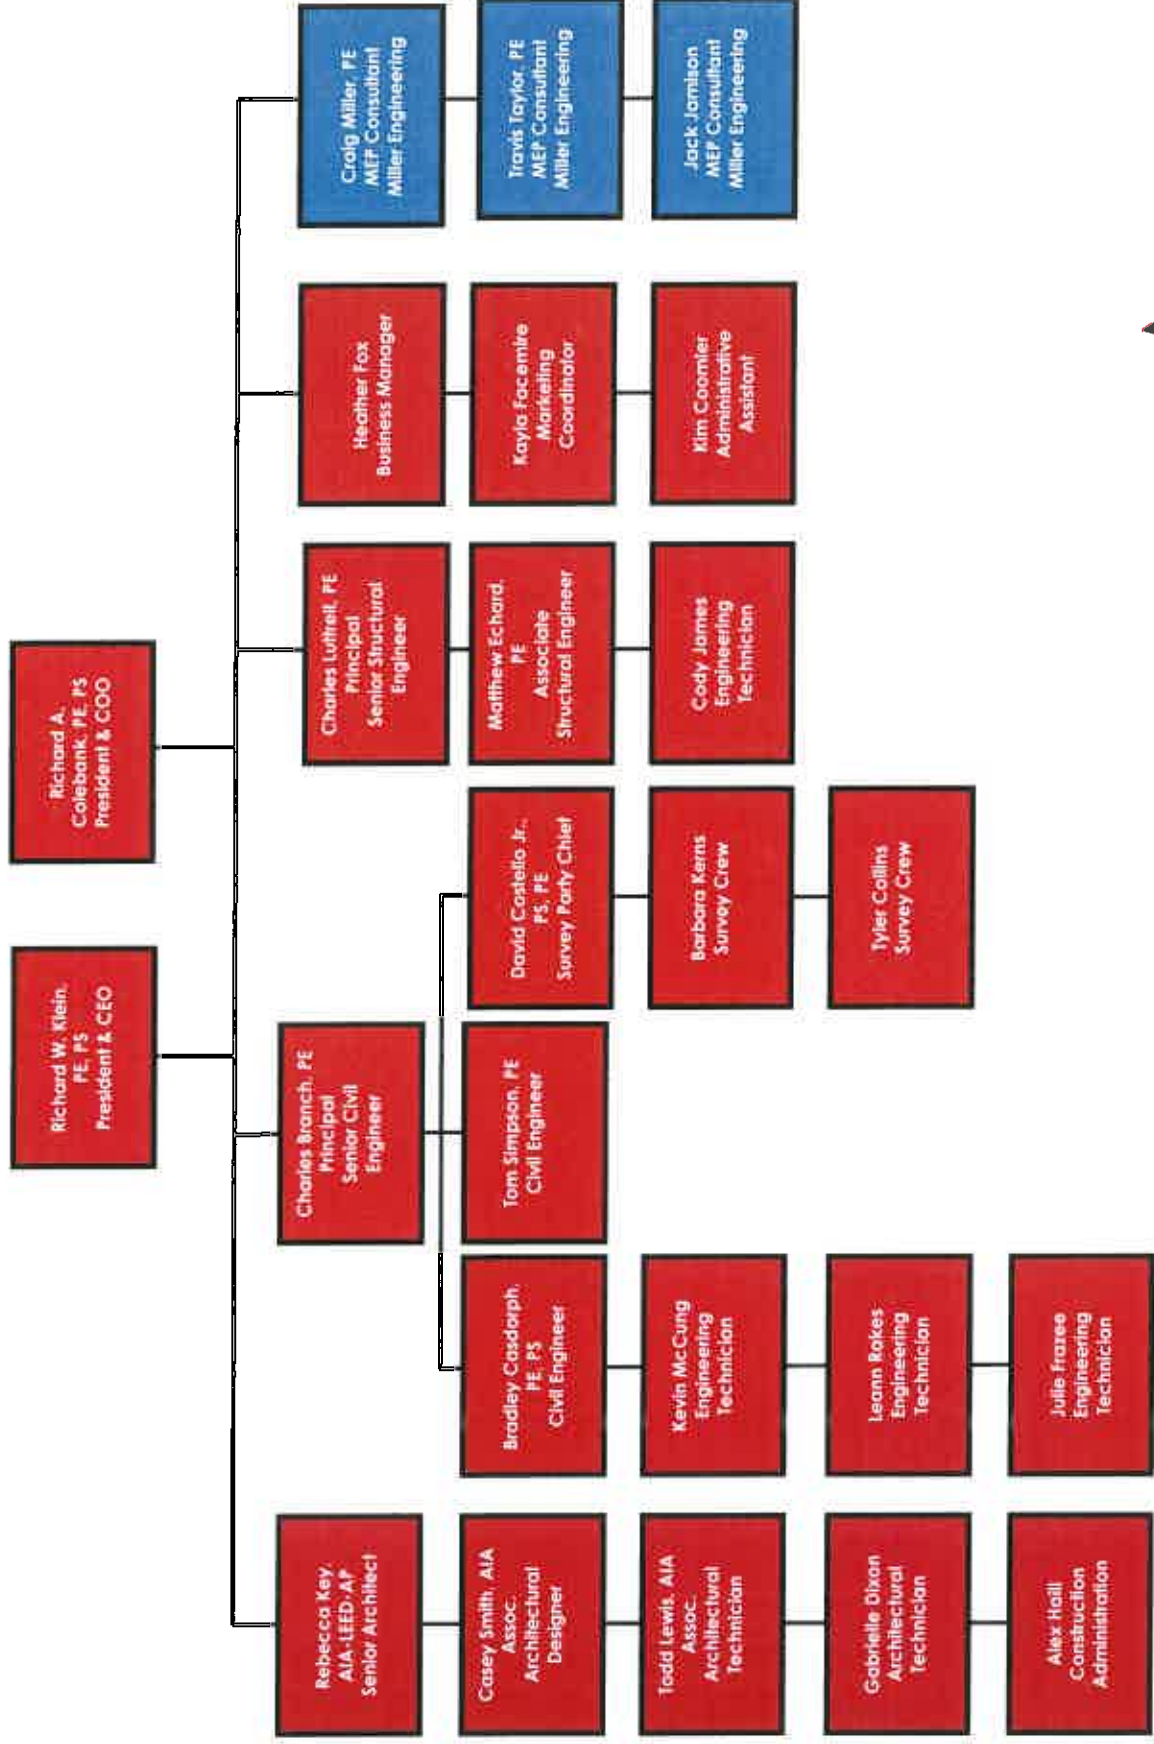 Richard W. Klein,
PE, PS
President & CEO
Richard A.
Colebank, PE, PS
President & COO
Rebecca Key,
AIA-LEED AP
Senior Architect
Casey Smith, AIA
Assoc.
Architectural
Designer
Todd Lewis, AIA
Assoc.
Architectural
Technician
Gabrielle Dixon
Architectural
Technician
Alex Hall
Construction
Administration
Charles Branch, PE
Principal
Senior Civil
Engineer
Bradley Casdorph,
PE, PS
Civil Engineer
Kevin McCung
Engineering
Technician
Leann Rokes
Engineering
Technician
Julie Frazee
Engineering
Technician
Tom Simpson, PE
Civil Engineer
David Costello Jr.,
PS, PE
Survey Party Chief
Barbara Kerns
Survey Crew
Tyler Collins
Survey Crew
Charles Luttrell, PE
Principal
Senior Structural
Engineer
Matthew Echard,
PE
Associate
Structural Engineer
Cody James
Engineering
Technician
Heather Fox
Business Manager
Kayla Facemire
Marketing
Coordinator
Kim Coomler
Administrative
Assistant
Craig Miller, PE
MEP Consultant
Miller Engineering
Travis Taylor, PE
MEP Consultant
Miller Engineering
Jack Jamison
MEP Consultant
Miller Engineering